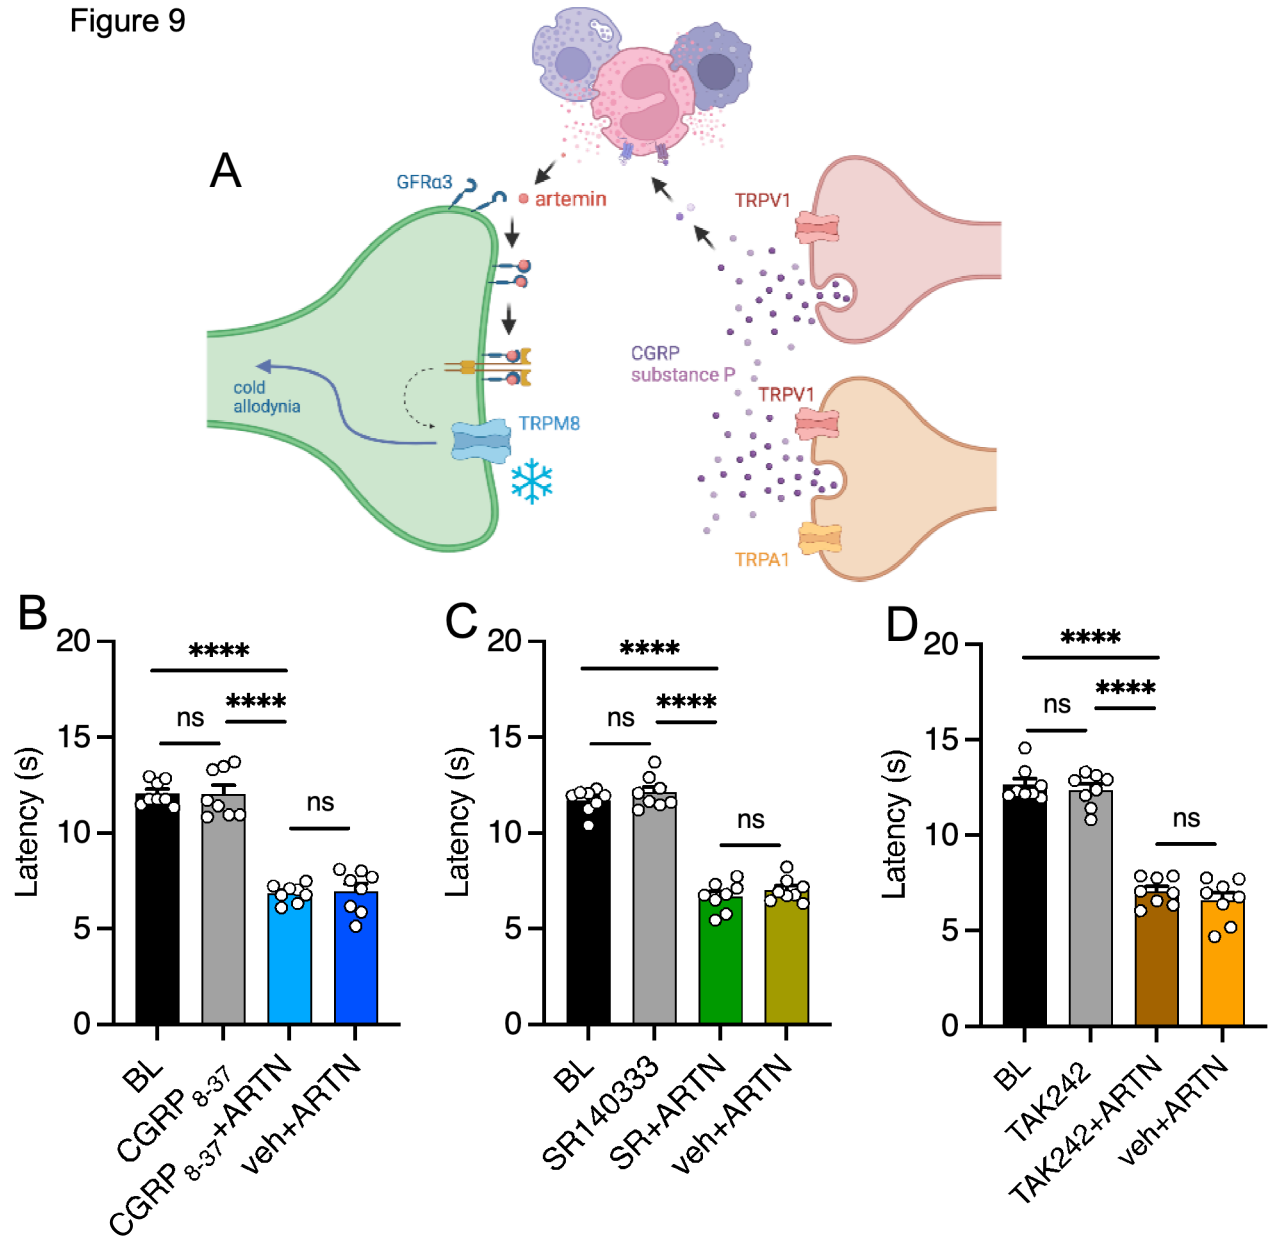 Figure 9
A
GFRα3
artemin
TRPV1
CGRP
substance P
cold
allodynia
TRPV1
TRPM8
TRPA1
B
20
15
10
5
0
Latency (s)
****
****
ns
ns
BL
CGRP 8-37
CGRP 8-37+ARTN
veh+ARTN
C
20
15
10
5
0
Latency (s)
****
****
ns
ns
BL
SR140333
SR+ARTN
veh+ARTN
D
20
15
10
5
0
Latency (s)
****
****
ns
ns
BL
TAK242
TAK242+ARTN
veh+ARTN